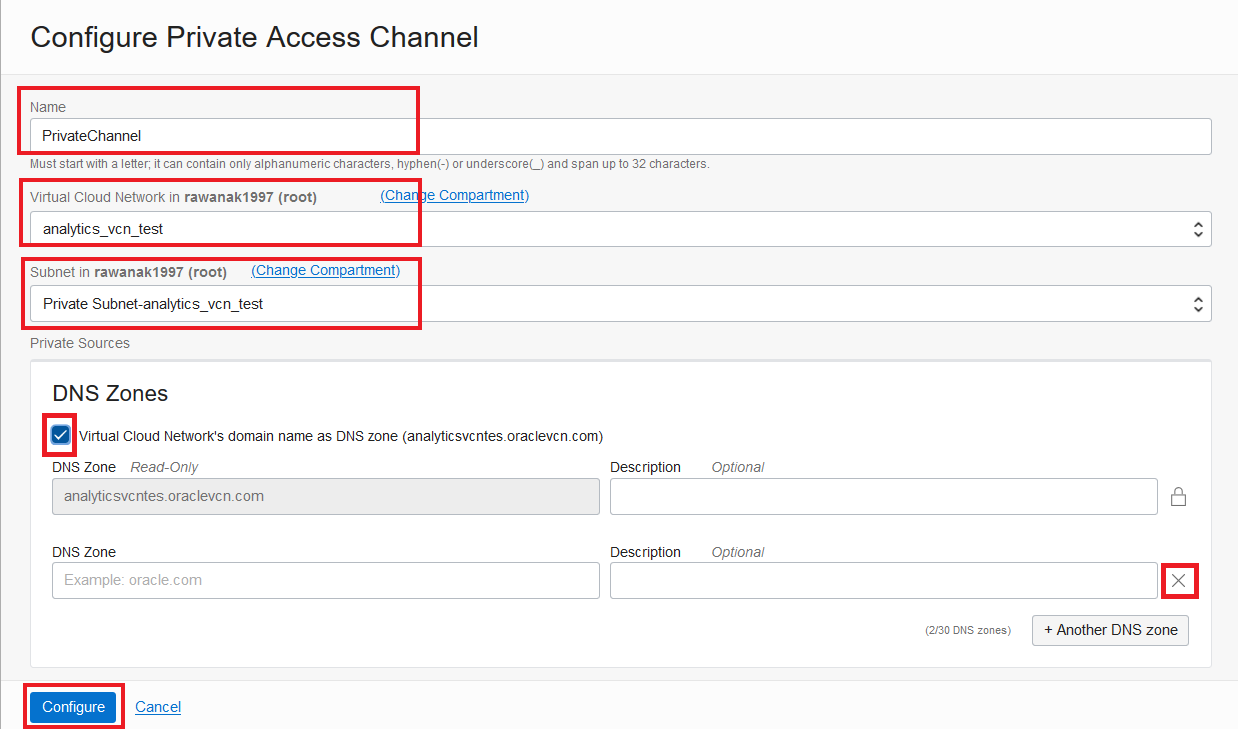 Configure Private Access Channel
Name
PrivateChannel
Must start with a letter; it can contain only alphanumeric characters, hyphen(-) or underscore(_) and span up to 32 characters.
Virtual Cloud Network in rawanak1997 (root) (Change Compartment)
analytics_vcn_test
Subnet in rawanak1997 (root) (Change Compartment)
Private Subnet-analytics_vcn_test
Private Sources
DNS Zones
Virtual Cloud Network's domain name as DNS zone (analyticsvcntes.oraclevcn.com)
DNS Zone Read-Only Description Optional
analyticsvcntes.oraclevcn.com
DNS Zone Description Optional
Example: oracle.com
(2/30 DNS zones) + Another DNS zone
Configure Cancel